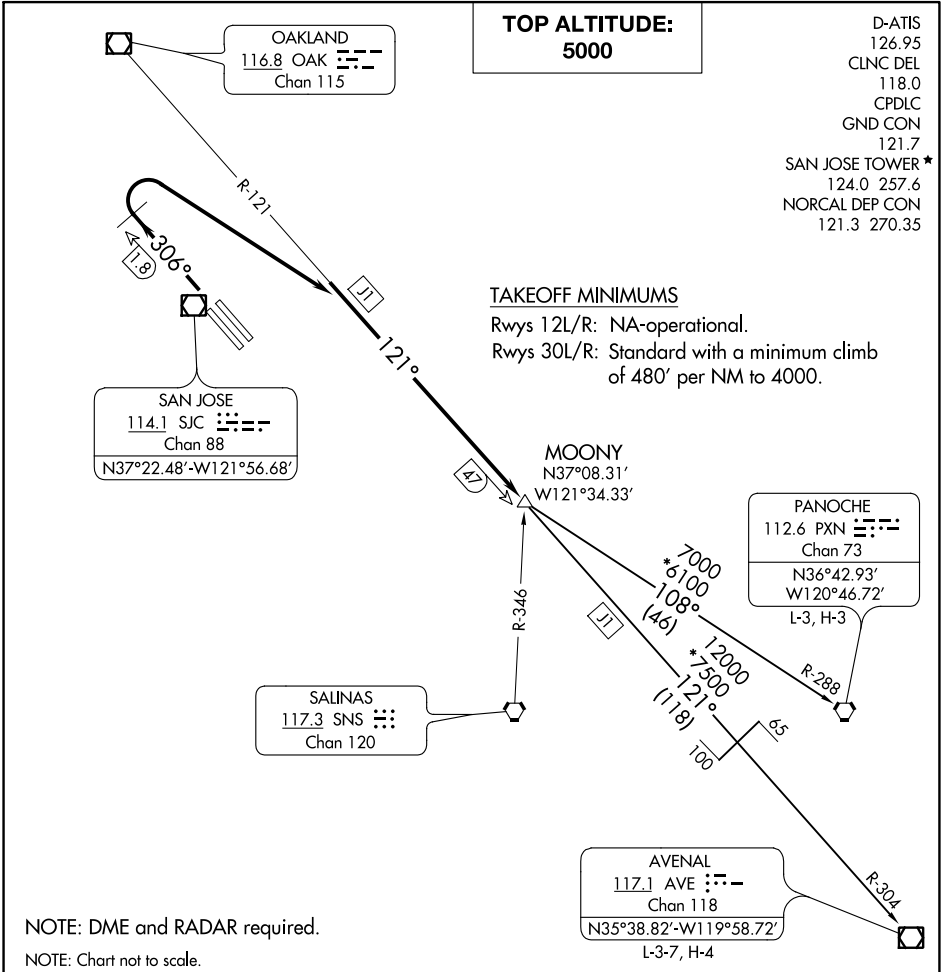 TOP ALTITUDE:
5000
D-ATIS
126.95
CLNC DEL
118.0
CPDLC
GND CON
121.7
SAN JOSE TOWER ★
124.0 257.6
NORCAL DEP CON
121.3 270.35
OAKLAND
116.8 OAK
Chan 115
R-121
306°
1.8
J1
121°
TAKEOFF MINIMUMS
Rwys 12L/R: NA-operational.
Rwys 30L/R: Standard with a minimum climb
of 480' per NM to 4000.
SAN JOSE
114.1 SJC
Chan 88
N37°22.48'-W121°56.68'
47
MOONY
N37°08.31'
W121°34.33'
PANOCHE
112.6 PXN
Chan 73
N36°42.93'
W120°46.72'
L-3, H-3
7000
*6100
108°
(46)
R-288
R-346
J1
12000
*7500
121°
(118)
SALINAS
117.3 SNS
Chan 120
65
100
R-304
AVENAL
117.1 AVE
Chan 118
N35°38.82'-W119°58.72'
L-3-7, H-4
NOTE: DME and RADAR required.
NOTE: Chart not to scale.